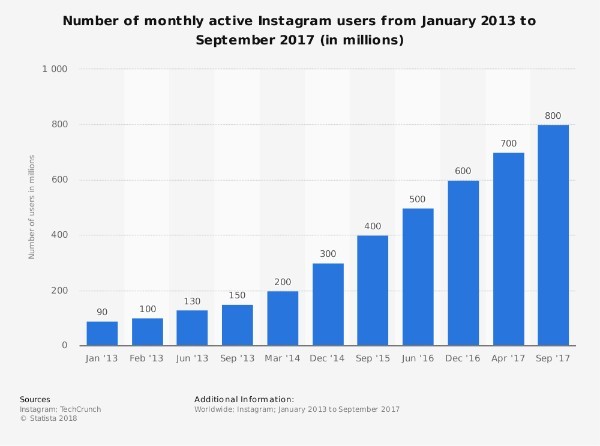 Number of monthly active Instagram users from January 2013 to
September 2017 (in millions)
Number of users in millions
1 000
800
600
400
200
0
90
100
130
150
200
300
400
500
600
700
800
Jan '13
Feb '13
Jun '13
Sep '13
Mar '14
Dec '14
Sep '15
Jun '16
Dec '16
Apr '17
Sep '17
Sources
Instagram; TechCrunch
© Statista 2018
Additional Information:
Worldwide; Instagram; January 2013 to September 2017